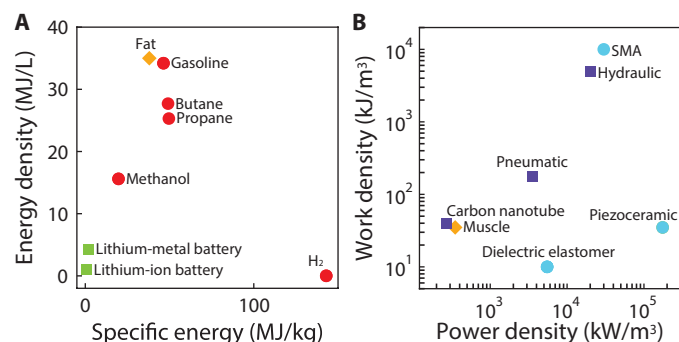 A
Energy density (MJ/L)
40
30
20
10
0
Fat
Gasoline
Butane
Propane
Methanol
Lithium-metal battery
Lithium-ion battery
H₂
0
100
Specific energy (MJ/kg)
B
Work density (kJ/m³)
10⁴
10³
10²
10¹
SMA
Hydraulic
Pneumatic
Carbon nanotube
Muscle
Piezoceramic
Dielectric elastomer
10³
10⁴
10⁵
Power density (kW/m³)